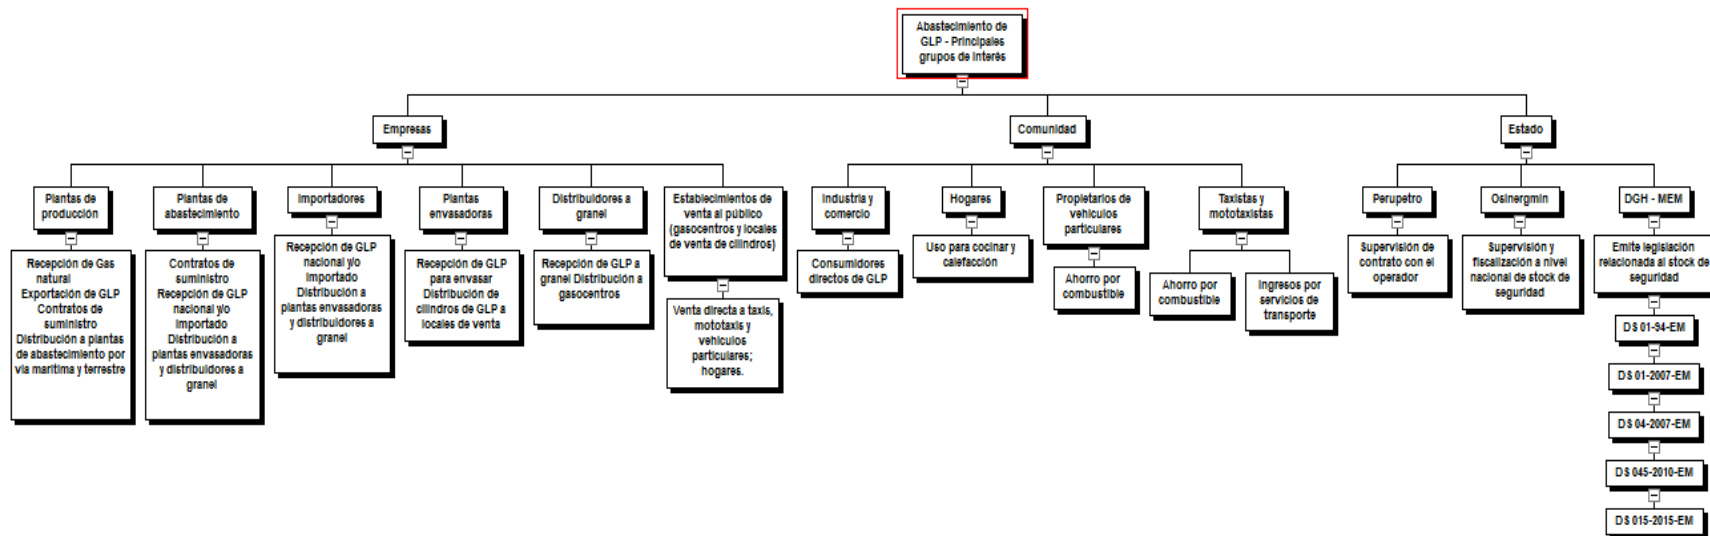 Abastecimiento de
GLP - Principales
grupos de interés
Empresas
Comunidad
Estado
Plantas de
producción
Plantas de
abastecimiento
Importadores
Plantas
envasadoras
Distribuidores a
granel
Establecimientos de
venta al público
(gasocentros y locales
de venta de cilindros)
Industria y
comercio
Hogares
Propietarios de
vehículos
particulares
Taxistas y
mototaxistas
Perupetro
Osinergmin
DGH - MEM
Recepción de Gas
natural
Exportación de GLP
Contratos de
suministro
Distribución a plantas
de abastecimiento por
vía marítima y terrestre
Contratos de
suministro
Recepción de GLP
nacional y/o
importado
Distribución a
plantas envasadoras
y distribuidores a
granel
Recepción de GLP
nacional y/o
importado
Distribución a
plantas envasadoras
y distribuidores a
granel
Recepción de GLP
para envasar
Distribución de
cilindros de GLP a
locales de venta
Recepción de GLP a
granel Distribución a
gasocentros
Venta directa a taxis,
mototaxis y
vehículos
particulares;
hogares.
Consumidores
directos de GLP
Uso para cocinar y
calefacción
Ahorro por
combustible
Ahorro por
combustible
Ingresos por
servicios de
transporte
Supervisión de
contrato con el
operador
Supervisión y
fiscalización a nivel
nacional de stock de
seguridad
Emite legislación
relacionada al stock de
seguridad
DS 01-94-EM
DS 01-2007-EM
DS 04-2007-EM
DS 045-2010-EM
DS 015-2015-EM